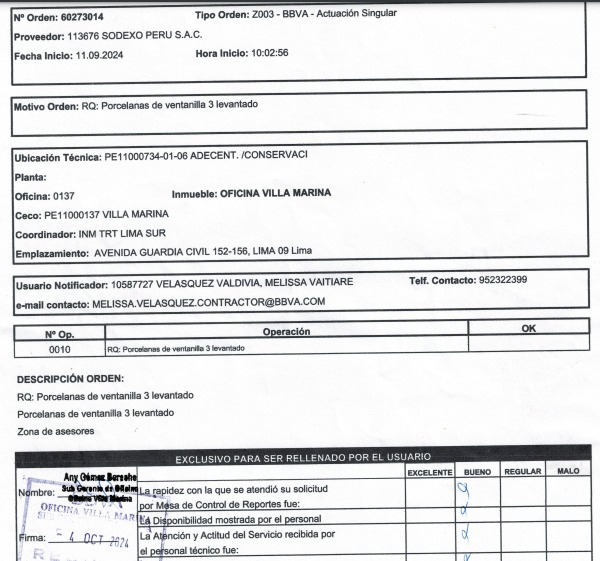 Nº Orden: 60273014 Tipo Orden: Z003 - BBVA - Actuación Singular
Proveedor: 113676 SODEXO PERU S.A.C.
Fecha Inicio: 11.09.2024 Hora Inicio: 10:02:56
Motivo Orden: RQ: Porcelanas de ventanilla 3 levantado
Ubicación Técnica: PE11000734-01-06 ADECENT. /CONSERVACI
Planta:
Oficina: 0137 Inmueble: OFICINA VILLA MARINA
Ceco: PE11000137 VILLA MARINA
Coordinador: INM TRT LIMA SUR
Emplazamiento: AVENIDA GUARDIA CIVIL 152-156, LIMA 09 Lima
Usuario Notificador: 10587727 VELASQUEZ VALDIVIA, MELISSA VAITIARE Telf. Contacto: 952322399
e-mail contacto: MELISSA.VELASQUEZ.CONTRACTOR@BBVA.COM
Nº Op. Operación OK
0010 RQ: Porcelanas de ventanilla 3 levantado
DESCRIPCIÓN ORDEN:
RQ: Porcelanas de ventanilla 3 levantado
Porcelanas de ventanilla 3 levantado
Zona de asesores
EXCLUSIVO PARA SER RELLENADO POR EL USUARIO
EXCELENTE BUENO REGULAR MALO
Any Gómez
Sub Gerente de Oficina
Oficina Villa Marina
Nombre:
La rapidez con la que se atendió su solicitud
por Mesa de Control de Reportes fue:
OFICINA VILLA MARINA
La Disponibilidad mostrada por el personal
Firma: - 4 OCT 2024
La Atención y Actitud del Servicio recibida por
el personal técnico fue: